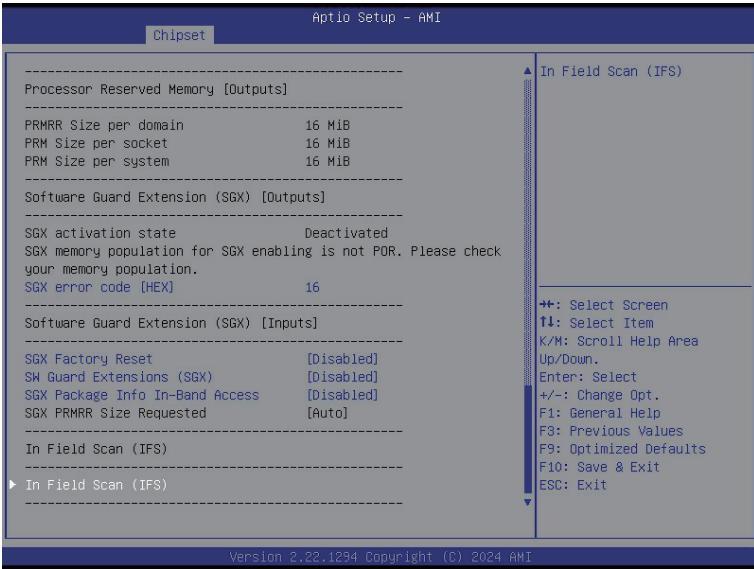 Aptio Setup – AMI
Chipset
------------------------------------------------------
Processor Reserved Memory [Outputs]
------------------------------------------------------
PRMRR Size per domain 16 MiB
PRM Size per socket 16 MiB
PRM Size per system 16 MiB
------------------------------------------------------
Software Guard Extension (SGX) [Outputs]
------------------------------------------------------
SGX activation state Deactivated
SGX memory population for SGX enabling is not POR. Please check
your memory population.
SGX error code [HEX] 16
------------------------------------------------------
Software Guard Extension (SGX) [Inputs]
------------------------------------------------------
SGX Factory Reset [Disabled]
SW Guard Extensions (SGX) [Disabled]
SGX Package Info In-Band Access [Disabled]
SGX PRMRR Size Requested [Auto]
------------------------------------------------------
In Field Scan (IFS)
------------------------------------------------------
In Field Scan (IFS)
------------------------------------------------------
In Field Scan (IFS)
→←: Select Screen
↑↓: Select Item
K/M: Scroll Help Area
Up/Down.
Enter: Select
+/-: Change Opt.
F1: General Help
F3: Previous Values
F9: Optimized Defaults
F10: Save & Exit
ESC: Exit
Version 2.22.1294 Copyright (C) 2024 AMI